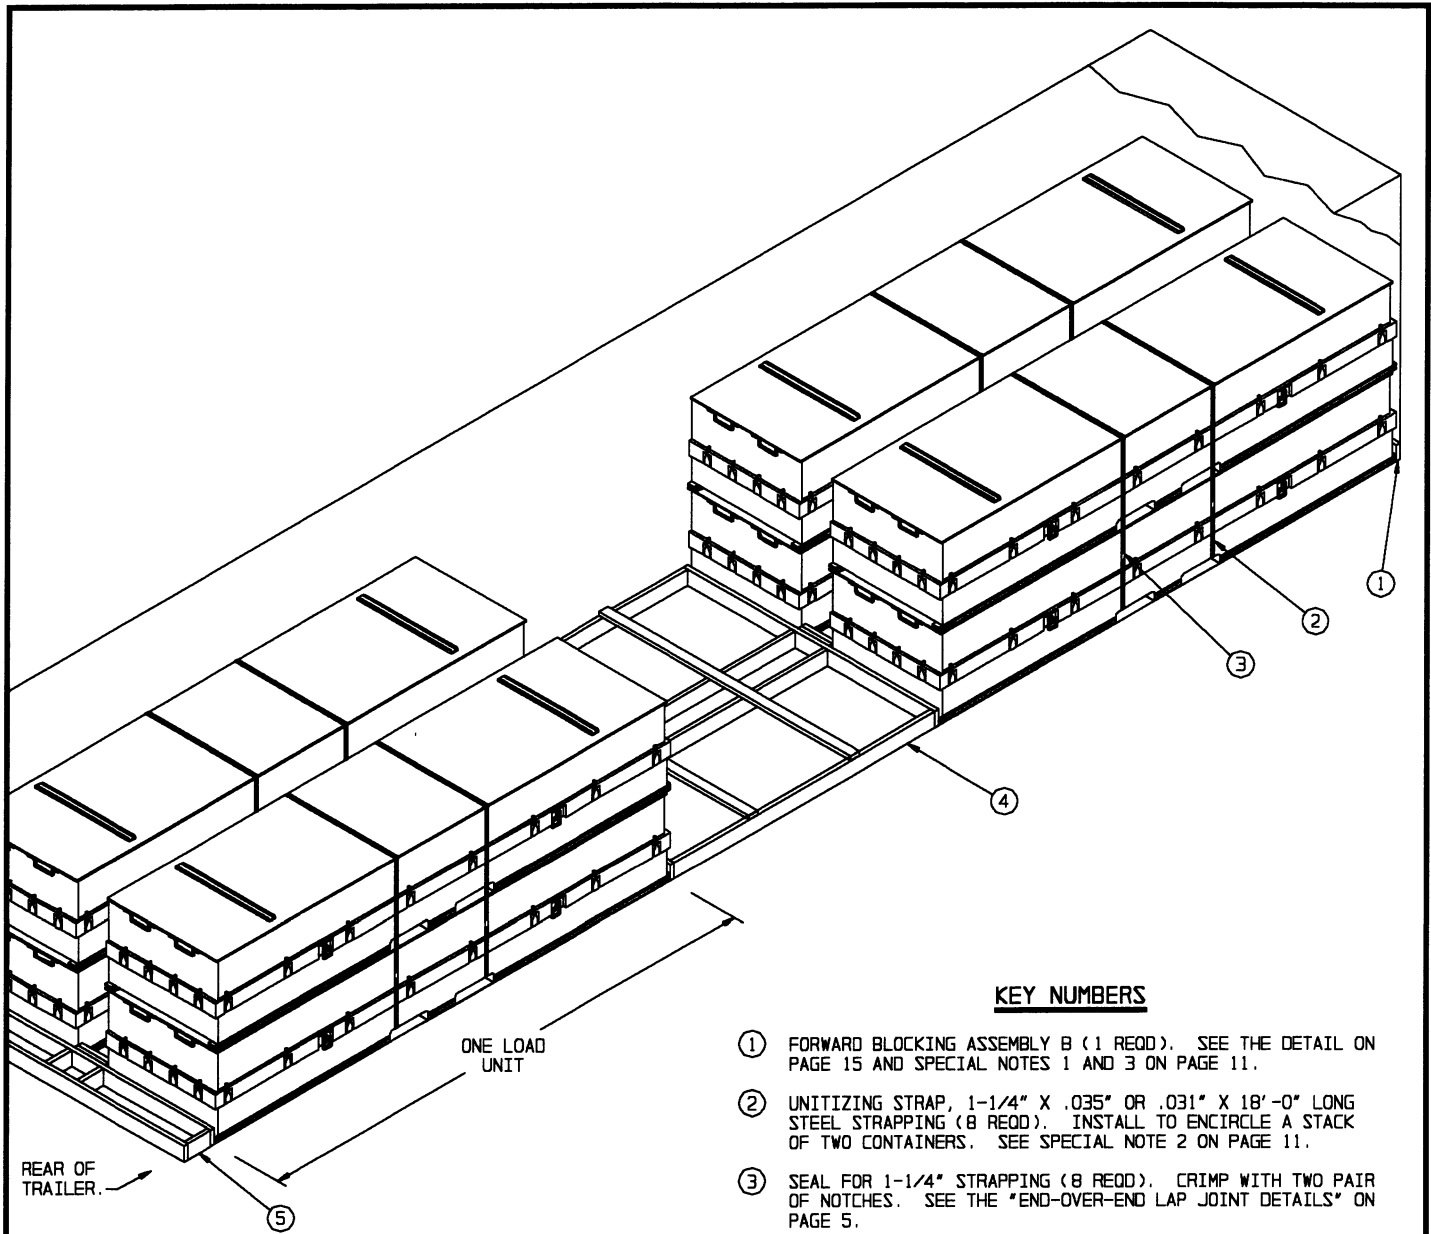 1
2
3
4
ONE LOAD
UNIT
REAR OF
TRAILER.
5
KEY NUMBERS
1 FORWARD BLOCKING ASSEMBLY B (1 REQD). SEE THE DETAIL ON
PAGE 15 AND SPECIAL NOTES 1 AND 3 ON PAGE 11.
2 UNITIZING STRAP, 1-1/4" X .035" OR .031" X 18'-0" LONG
STEEL STRAPPING (8 REQD). INSTALL TO ENCIRCLE A STACK
OF TWO CONTAINERS. SEE SPECIAL NOTE 2 ON PAGE 11.
3 SEAL FOR 1-1/4" STRAPPING (8 REQD). CRIMP WITH TWO PAIR
OF NOTCHES. SEE THE "END-OVER-END LAP JOINT DETAILS" ON
PAGE 5.